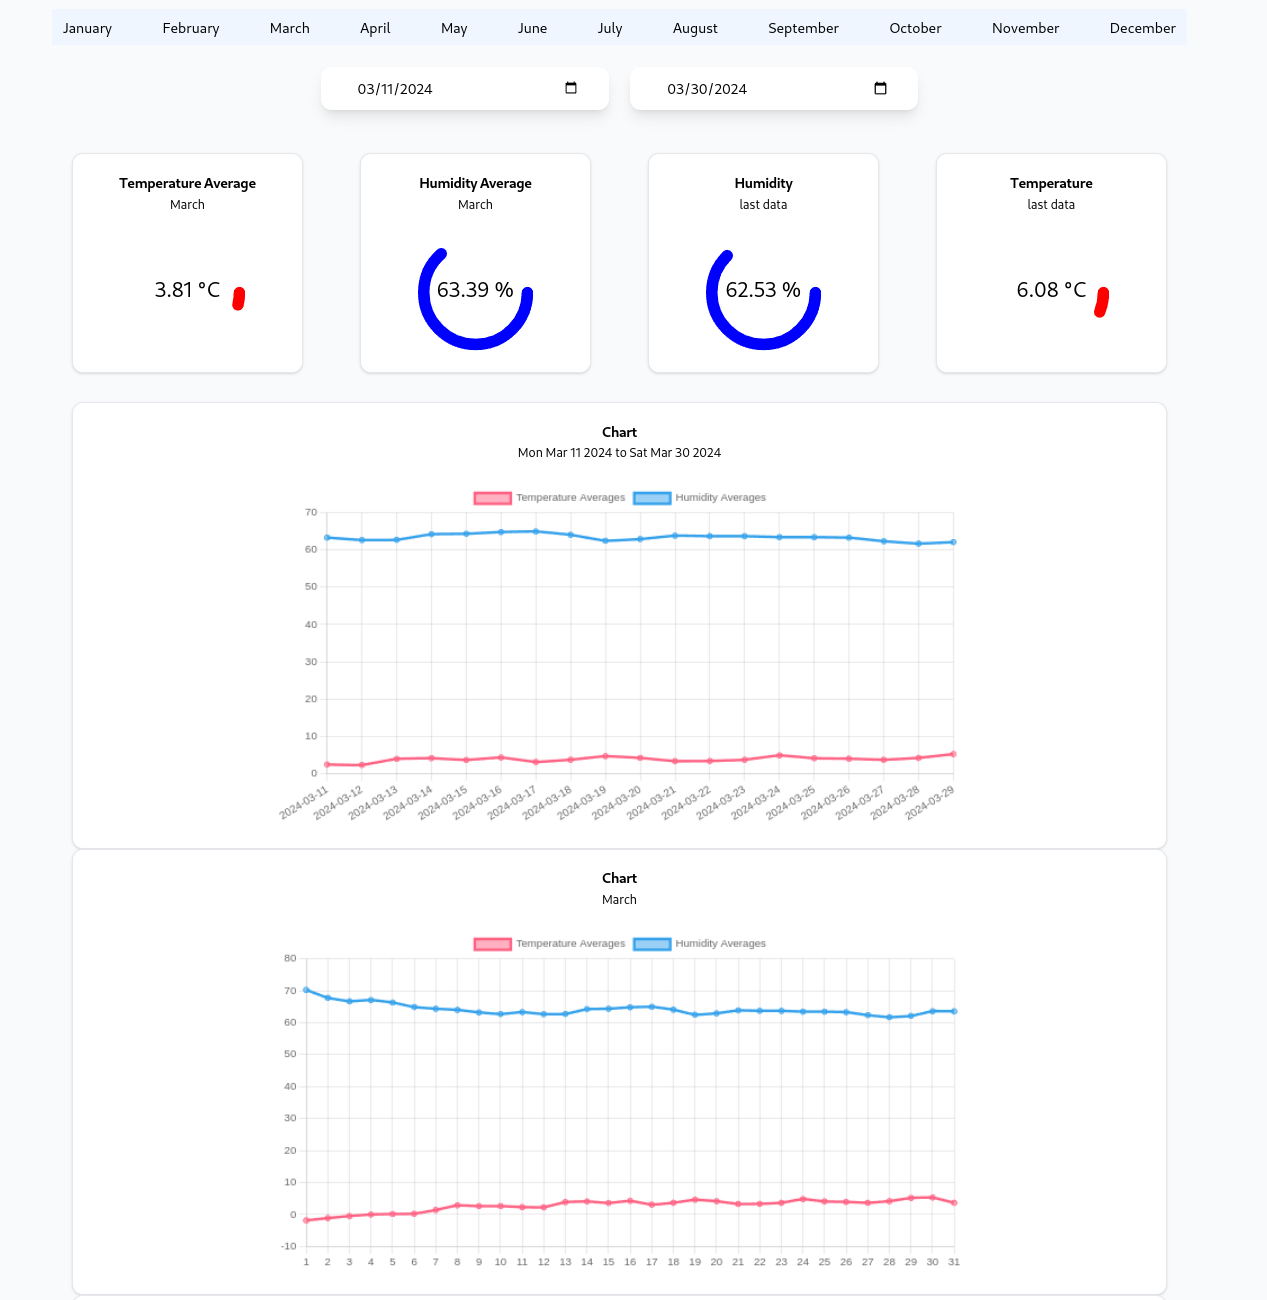 January February March April May June July August September October November December
03/11/2024 03/30/2024
Temperature Average
March
3.81 °C
Humidity Average
March
63.39 %
Humidity
last data
62.53 %
Temperature
last data
6.08 °C
Chart
Mon Mar 11 2024 to Sat Mar 30 2024
Temperature Averages Humidity Averages
70
60
50
40
30
20
10
0
2024-03-11 2024-03-12 2024-03-13 2024-03-14 2024-03-15 2024-03-16 2024-03-17 2024-03-18 2024-03-19 2024-03-20 2024-03-21 2024-03-22 2024-03-23 2024-03-24 2024-03-25 2024-03-26 2024-03-27 2024-03-28 2024-03-29
Chart
March
Temperature Averages Humidity Averages
80
70
60
50
40
30
20
10
0
-10
1 2 3 4 5 6 7 8 9 10 11 12 13 14 15 16 17 18 19 20 21 22 23 24 25 26 27 28 29 30 31